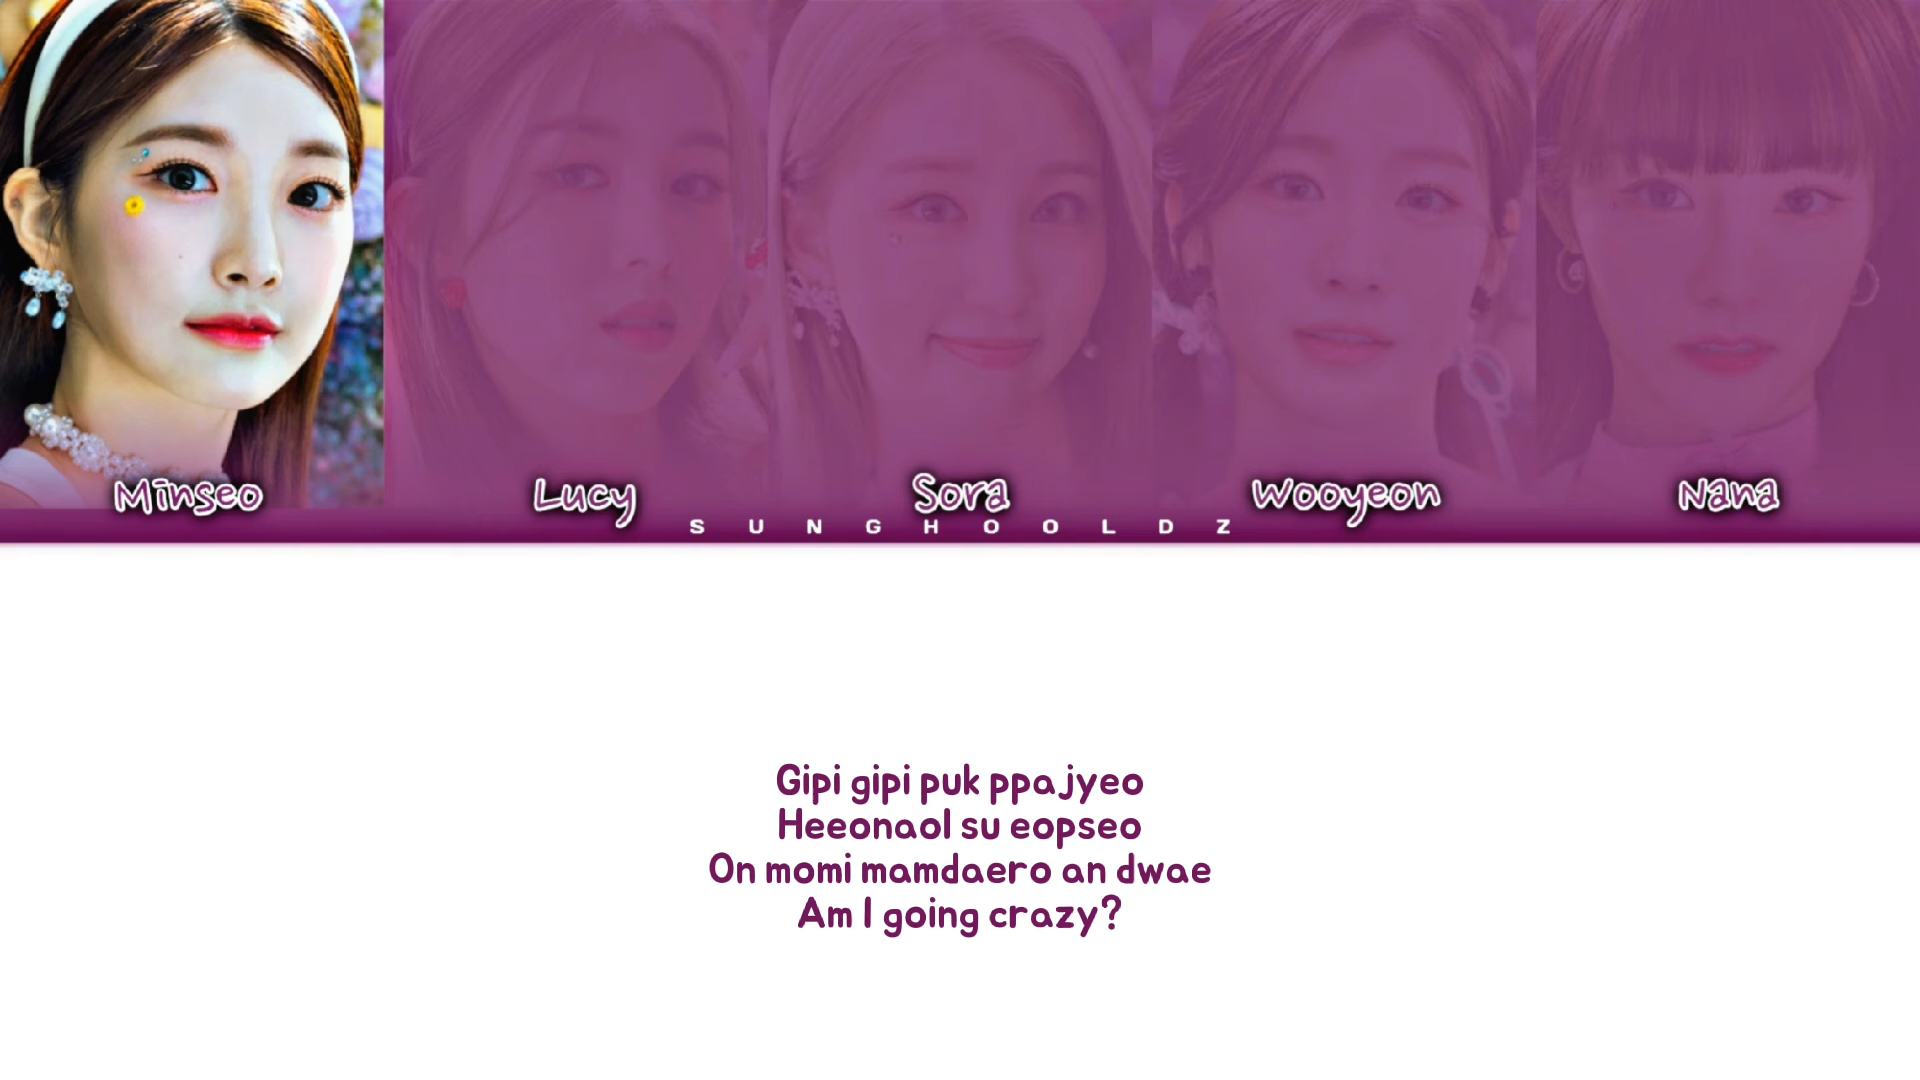 Minseo
Lucy
Sora
Wooyeon
Nana
SUNGHOOLDZ
Gipi gipi puk ppajyeo
Heeonaol su eopseo
On momi mamdaero an dwae
Am I going crazy?